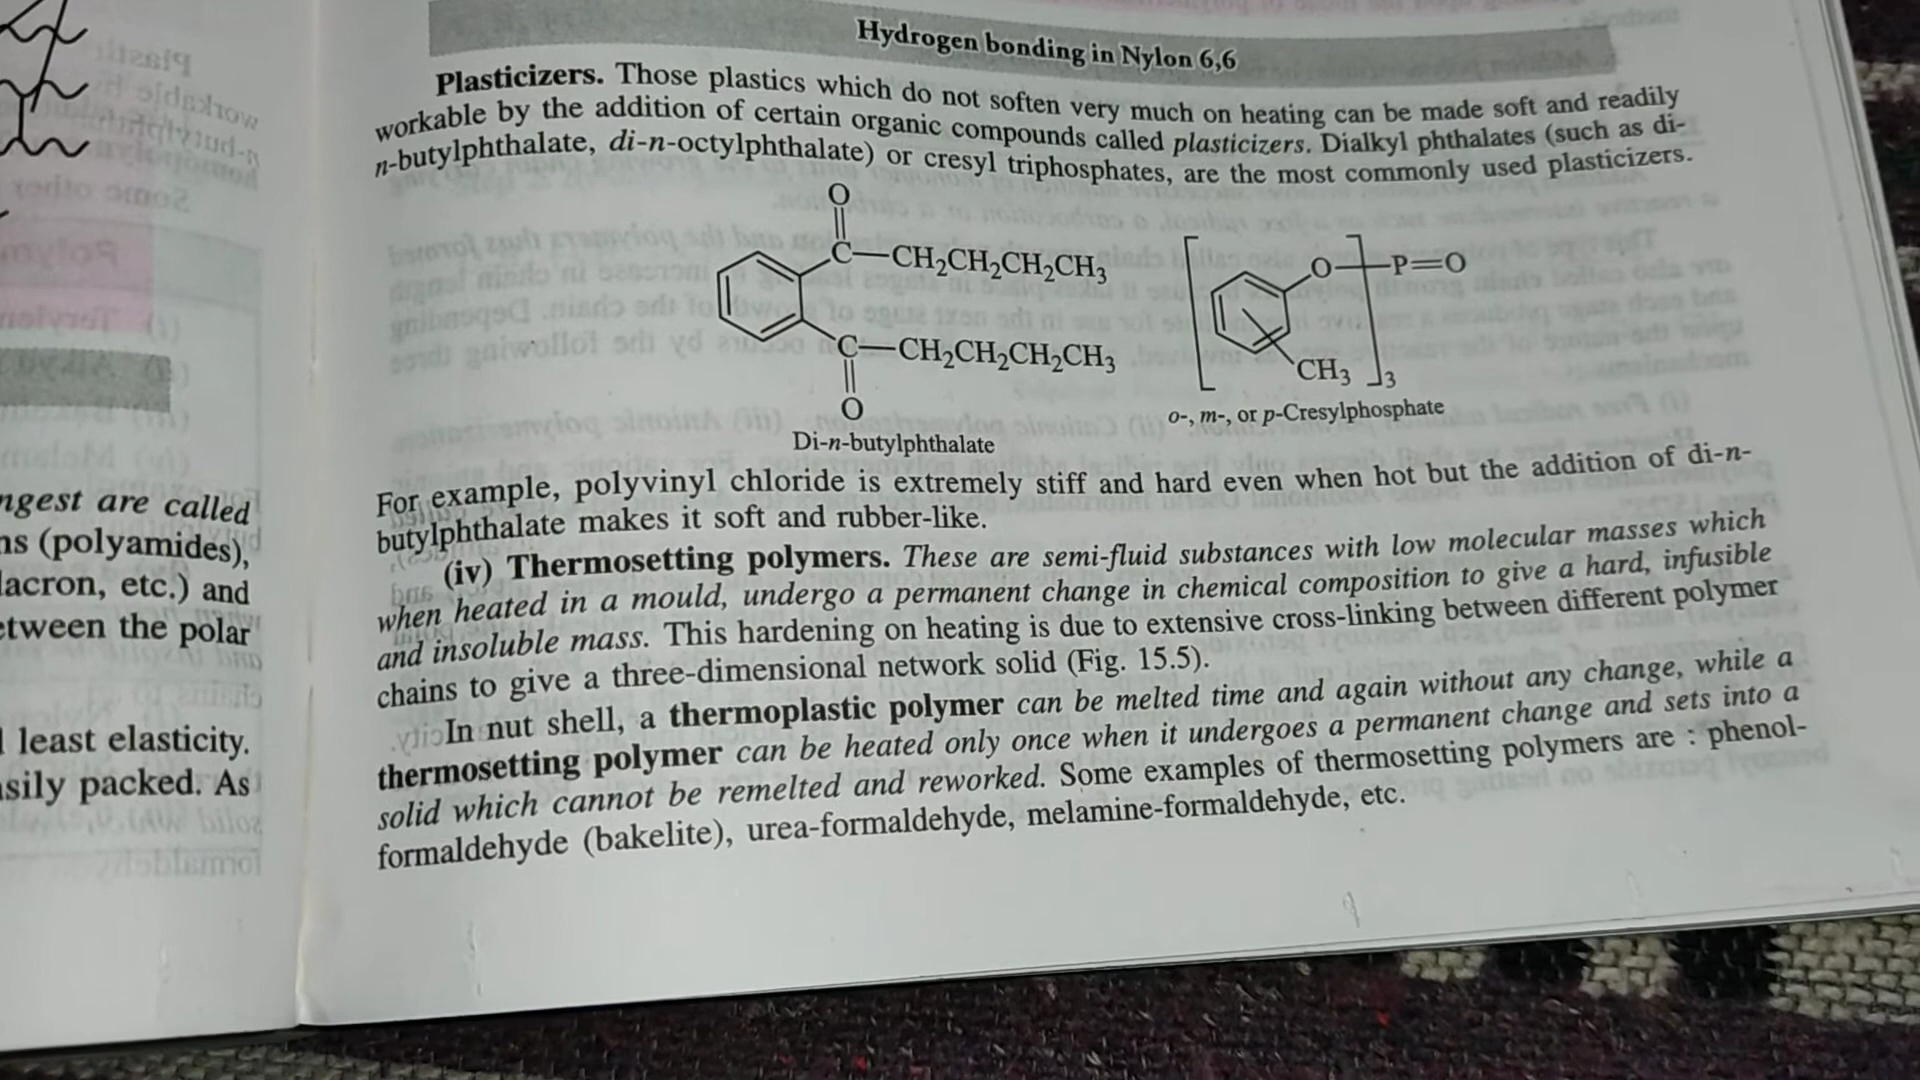 ngest are called
ns (polyamides),
dacron, etc.) and
etween the polar
least elasticity.
asily packed. As
Hydrogen bonding in Nylon 6,6
Plasticizers. Those plastics which do not soften very much on heating can be made soft and readily
workable by the addition of certain organic compounds called plasticizers. Dialkyl phthalates (such as di-
n-butylphthalate, di-n-octylphthalate) or cresyl triphosphates, are the most commonly used plasticizers.
O
C—CH₂CH₂CH₂CH₃
C—CH₂CH₂CH₂CH₃
O
Di-n-butylphthalate
O—P=O
CH₃ 3
o-, m-, or p-Cresylphosphate
For example, polyvinyl chloride is extremely stiff and hard even when hot but the addition of di-n-
butylphthalate makes it soft and rubber-like.
(iv) Thermosetting polymers. These are semi-fluid substances with low molecular masses which
when heated in a mould, undergo a permanent change in chemical composition to give a hard, infusible
and insoluble mass. This hardening on heating is due to extensive cross-linking between different polymer
chains to give a three-dimensional network solid (Fig. 15.5).
In nut shell, a thermoplastic polymer can be melted time and again without any change, while a
thermosetting polymer can be heated only once when it undergoes a permanent change and sets into a
solid which cannot be remelted and reworked. Some examples of thermosetting polymers are : phenol-
formaldehyde (bakelite), urea-formaldehyde, melamine-formaldehyde, etc.